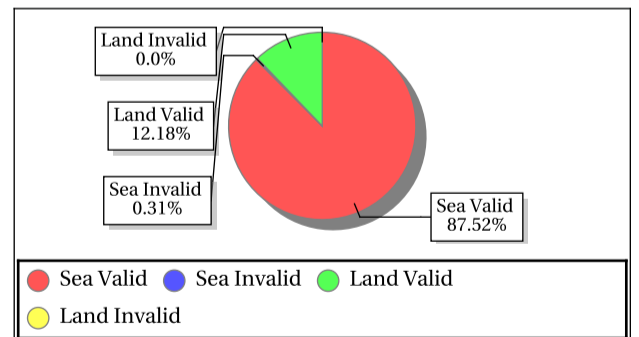 Land Invalid
0.0%
Land Valid
12.18%
Sea Invalid
0.31%
Sea Valid
87.52%
Sea Valid Sea Invalid Land Valid
Land Invalid